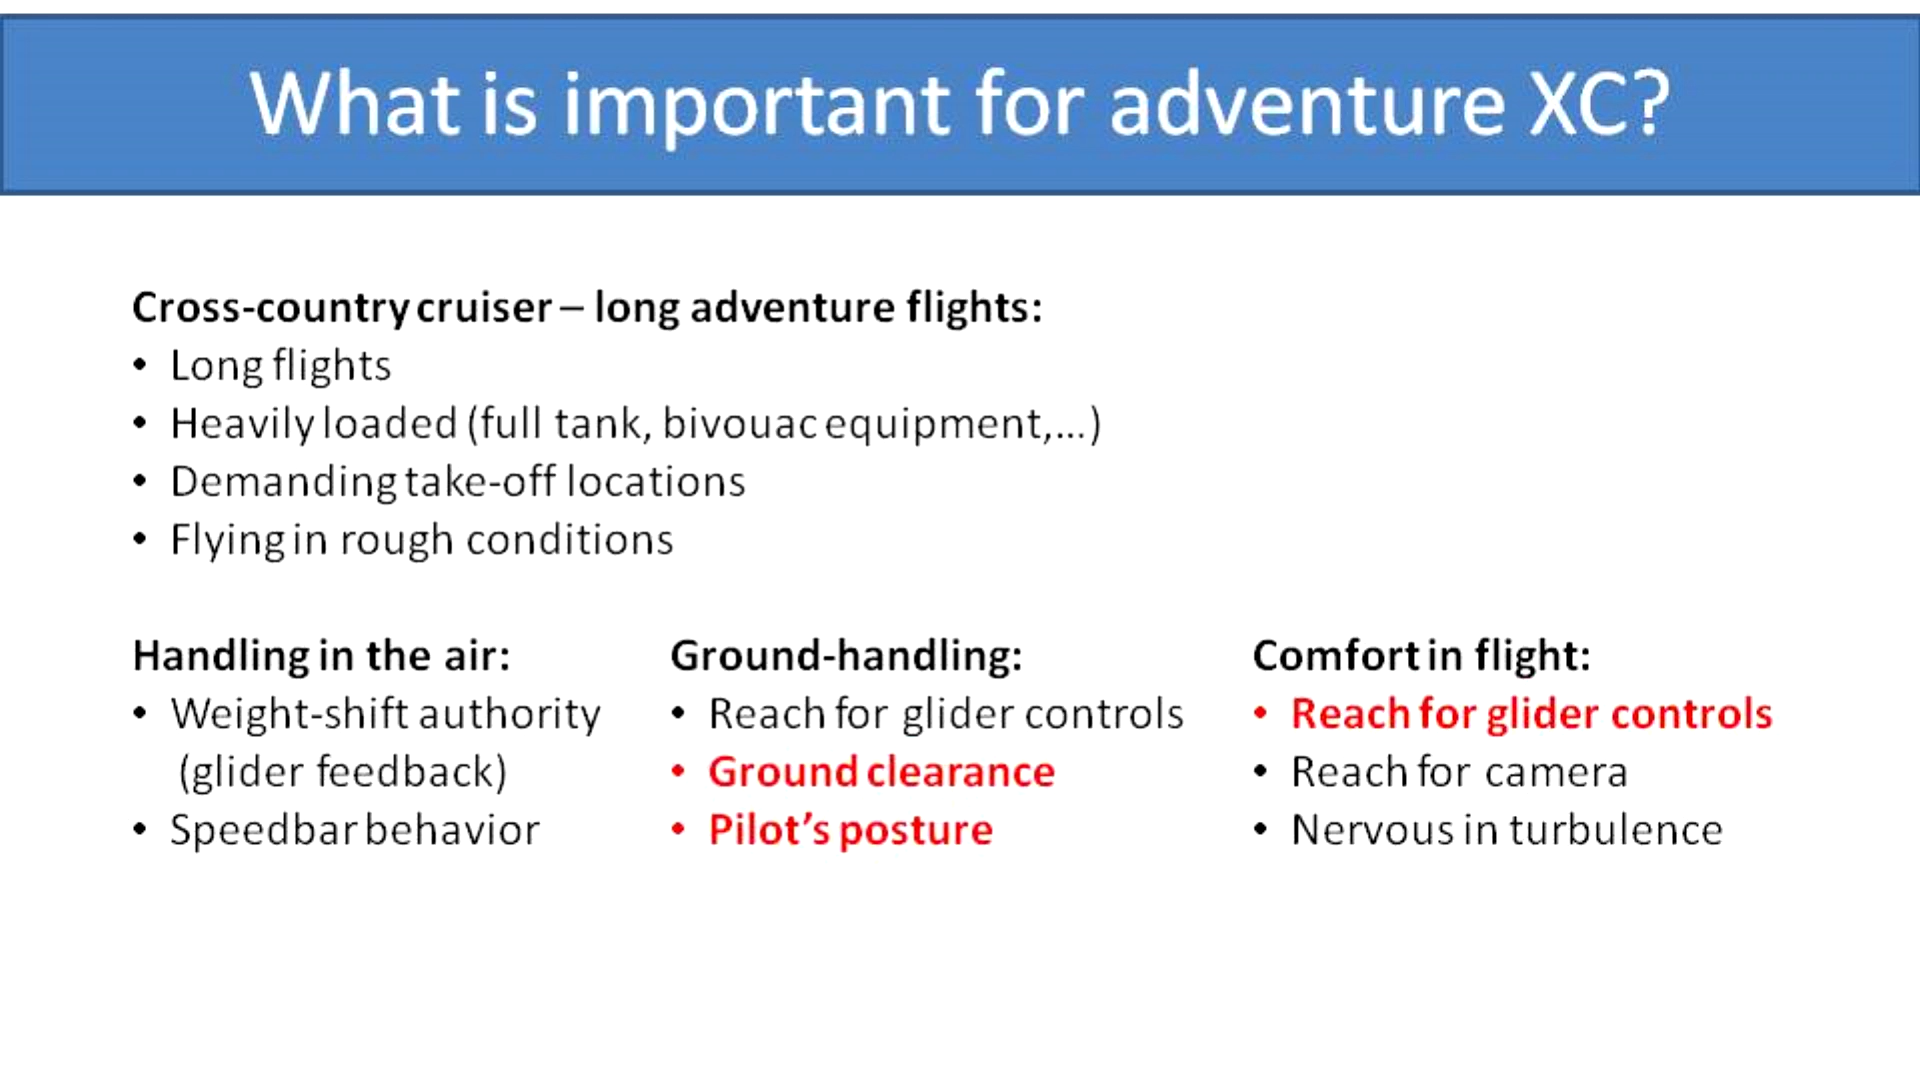 What is important for adventure XC?
Cross-country cruiser – long adventure flights:
• Long flights
• Heavily loaded (full tank, bivouac equipment,...)
• Demanding take-off locations
• Flying in rough conditions
Handling in the air:
• Weight-shift authority
(glider feedback)
• Speedbar behavior
Ground-handling:
• Reach for glider controls
• Ground clearance
• Pilot’s posture
Comfort in flight:
• Reach for glider controls
• Reach for camera
• Nervous in turbulence